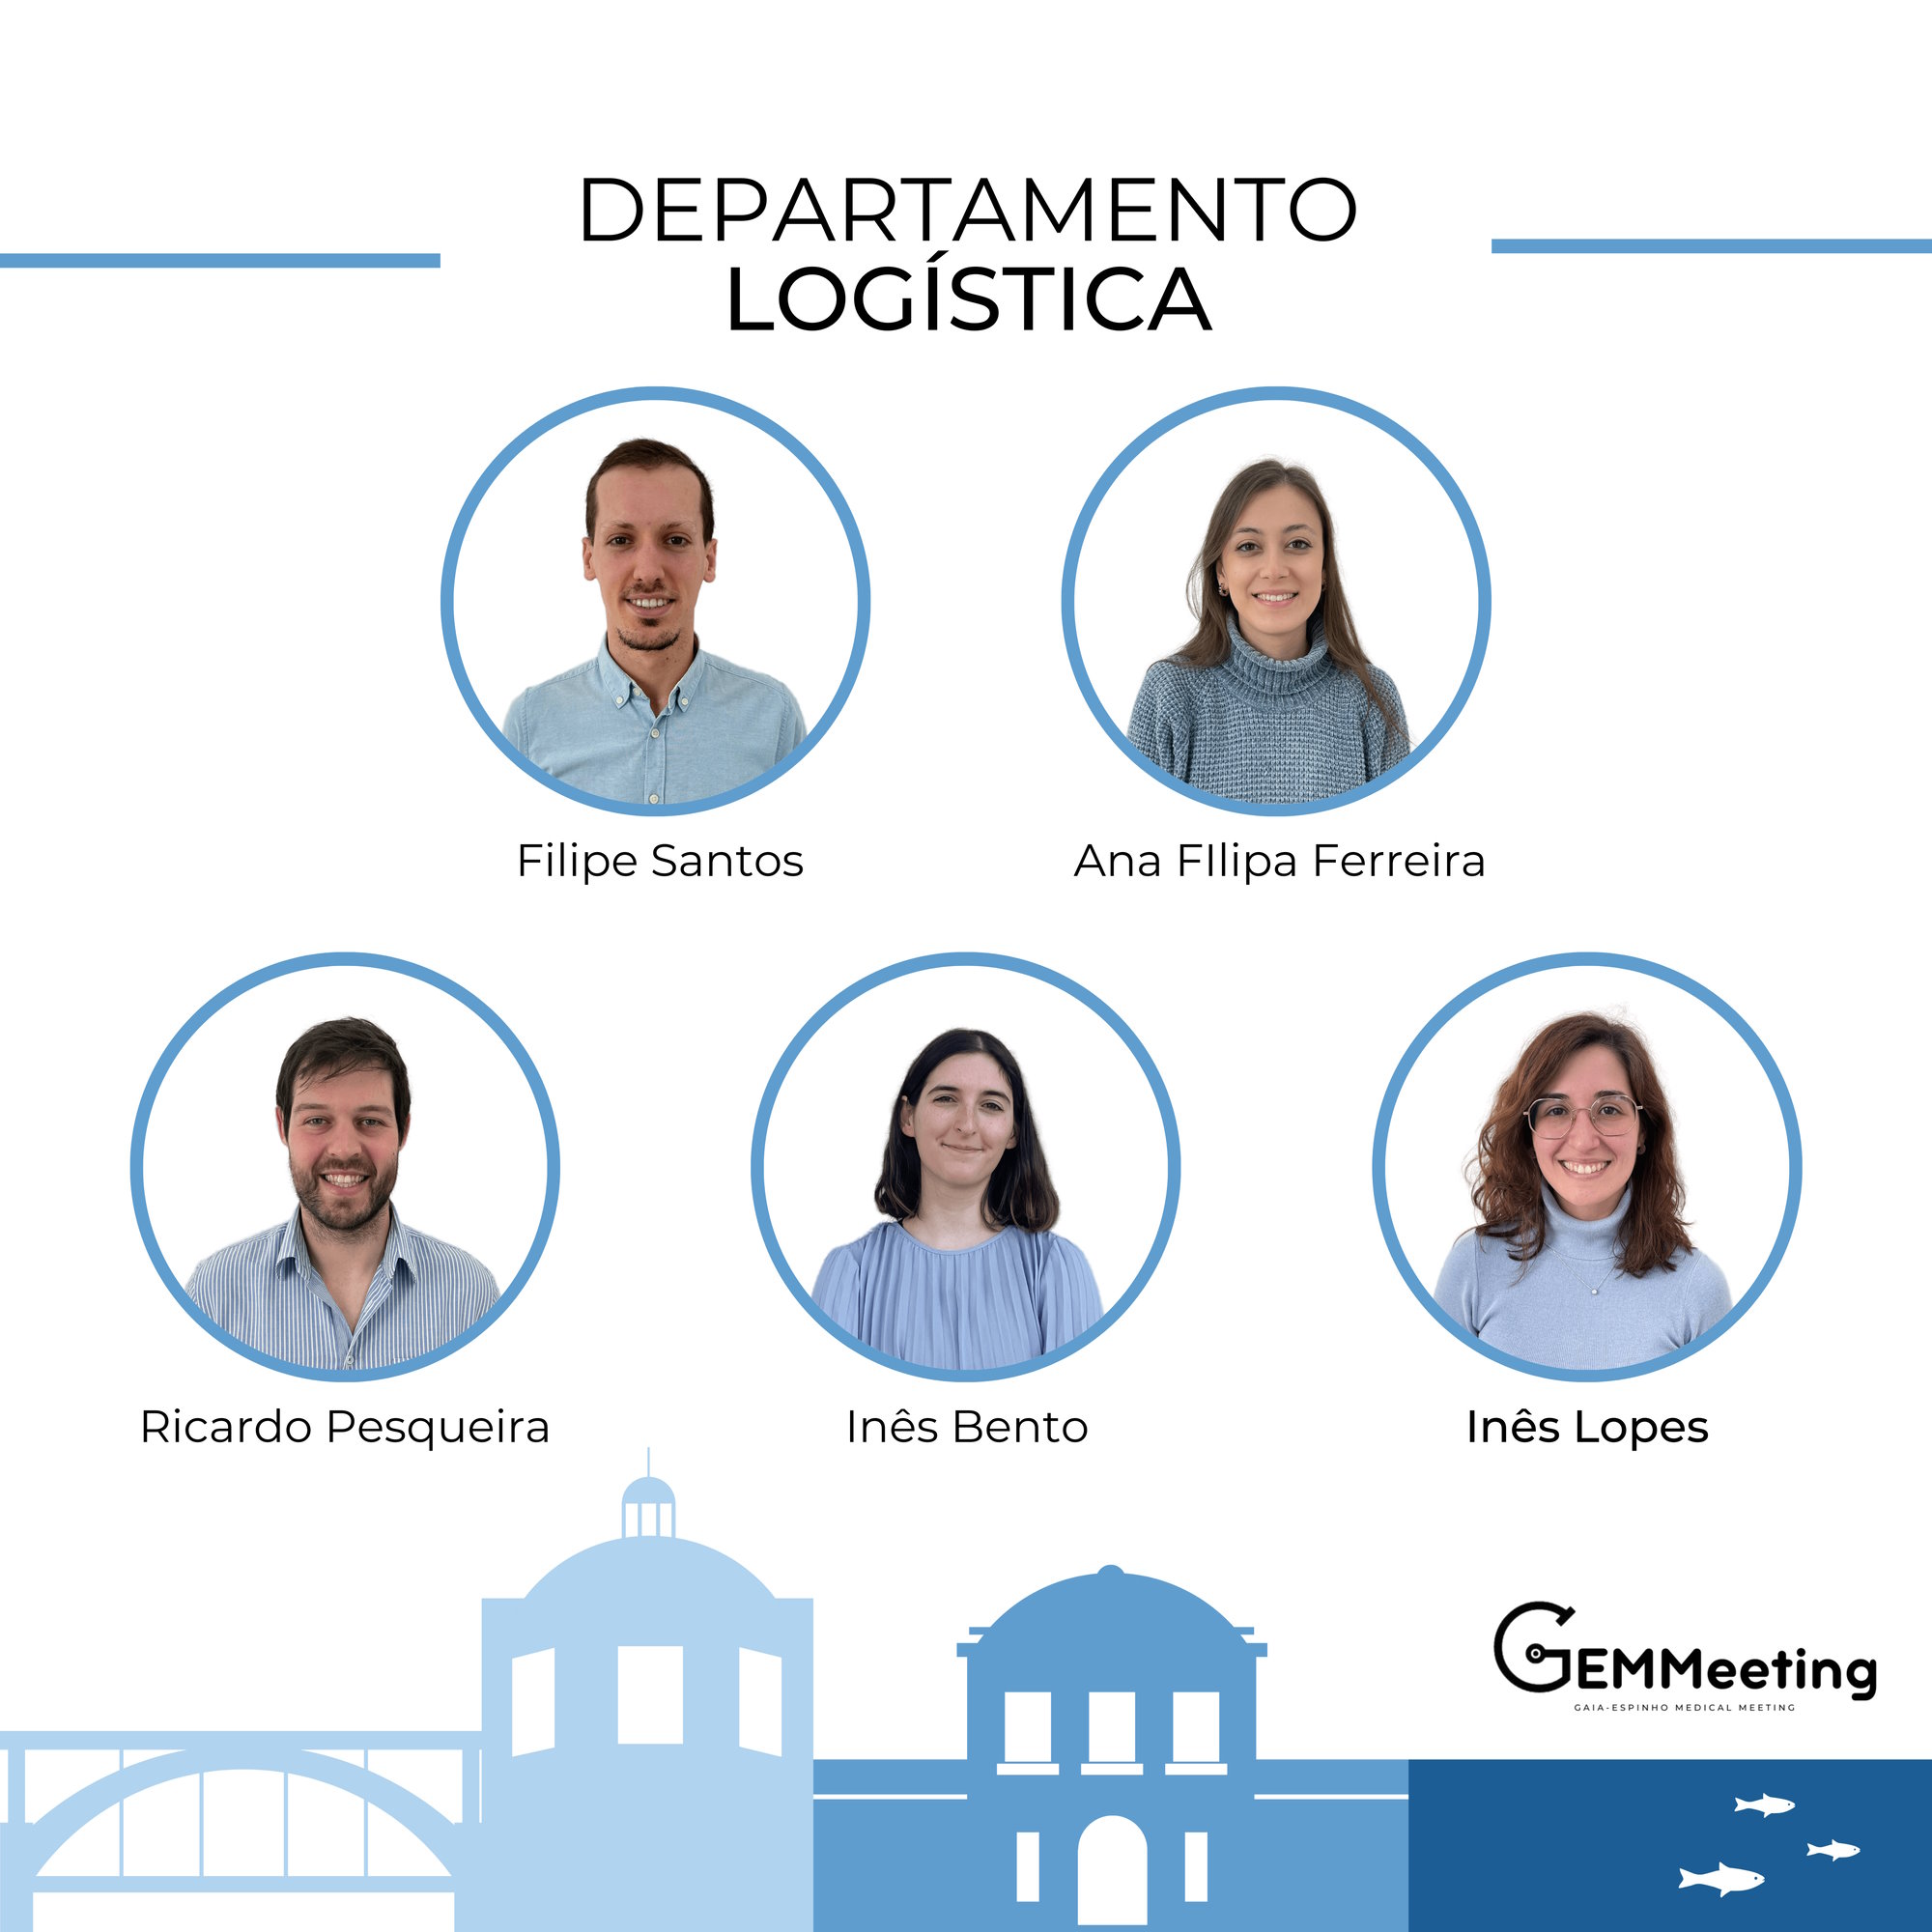 DEPARTAMENTO
LOGÍSTICA
Filipe Santos
Ana FIlipa Ferreira
Ricardo Pesqueira
Inês Bento
Inês Lopes
GEMMeeting
GAIA-ESPINHO MEDICAL MEETING